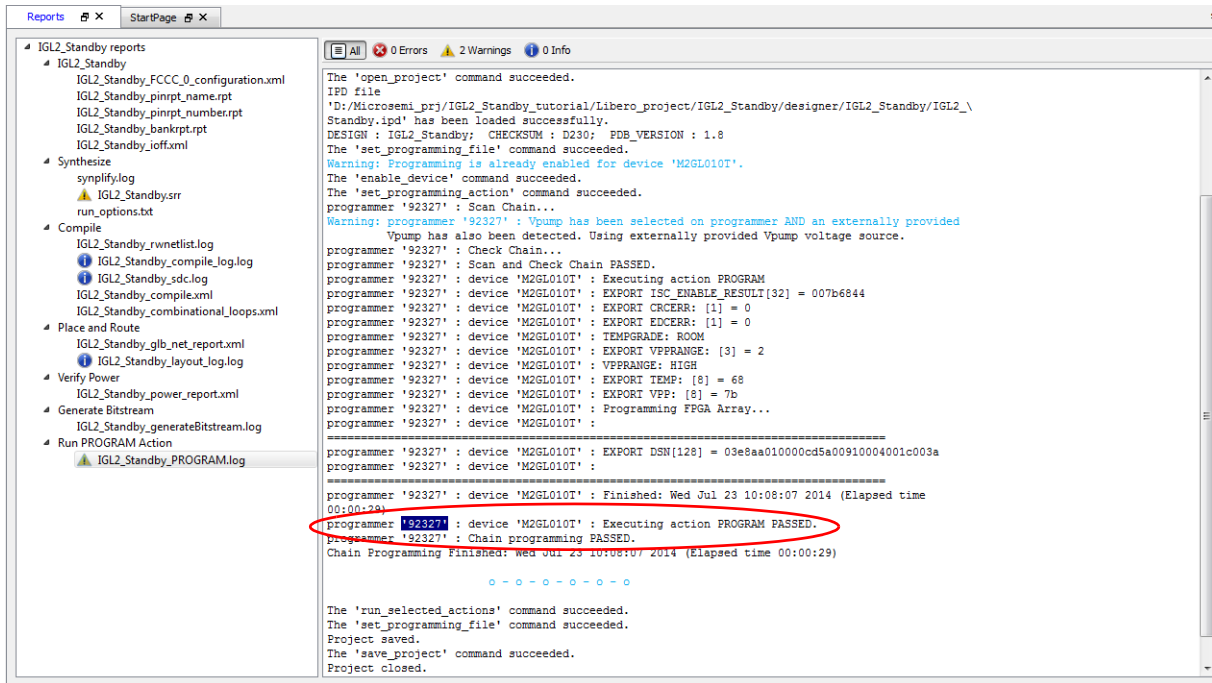 Reports
StartPage
IGL2_Standby reports
IGL2_Standby
IGL2_Standby_FCCC_0_configuration.xml
IGL2_Standby_pinrpt_name.rpt
IGL2_Standby_pinrpt_number.rpt
IGL2_Standby_bankrpt.rpt
IGL2_Standby_ioff.xml
Synthesize
synplify.log
IGL2_Standby.srr
run_options.txt
Compile
IGL2_Standby_rwnetlist.log
IGL2_Standby_compile_log.log
IGL2_Standby_sdc.log
IGL2_Standby_compile.xml
IGL2_Standby_combinational_loops.xml
Place and Route
IGL2_Standby_glb_net_report.xml
IGL2_Standby_layout_log.log
Verify Power
IGL2_Standby_power_report.xml
Generate Bitstream
IGL2_Standby_generateBitstream.log
Run PROGRAM Action
IGL2_Standby_PROGRAM.log
All 0 Errors 2 Warnings 0 Info
The 'open_project' command succeeded.
IPD file
'D:/Microsemi_prj/IGL2_Standby_tutorial/Libero_project/IGL2_Standby/designer/IGL2_Standby/IGL2_\
Standby.ipd' has been loaded successfully.
DESIGN : IGL2_Standby; CHECKSUM : D230; PDB_VERSION : 1.8
The 'set_programming_file' command succeeded.
Warning: Programming is already enabled for device 'M2GL010T'.
The 'enable_device' command succeeded.
The 'set_programming_action' command succeeded.
programmer '92327' : Scan Chain...
Warning: programmer '92327' : Vpump has been selected on programmer AND an externally provided
Vpump has also been detected. Using externally provided Vpump voltage source.
programmer '92327' : Check Chain...
programmer '92327' : Scan and Check Chain PASSED.
programmer '92327' : device 'M2GL010T' : Executing action PROGRAM
programmer '92327' : device 'M2GL010T' : EXPORT ISC_ENABLE_RESULT[32] = 007b6844
programmer '92327' : device 'M2GL010T' : EXPORT CRCERR: [1] = 0
programmer '92327' : device 'M2GL010T' : EXPORT EDCERR: [1] = 0
programmer '92327' : device 'M2GL010T' : TEMPGRADE: ROOM
programmer '92327' : device 'M2GL010T' : EXPORT VPPRANGE: [3] = 2
programmer '92327' : device 'M2GL010T' : VPPRANGE: HIGH
programmer '92327' : device 'M2GL010T' : EXPORT TEMP: [8] = 68
programmer '92327' : device 'M2GL010T' : EXPORT VPP: [8] = 7b
programmer '92327' : device 'M2GL010T' : Programming FPGA Array...
programmer '92327' : device 'M2GL010T' :
===============================================================================
programmer '92327' : device 'M2GL010T' : EXPORT DSN[128] = 03e8aa010000cd5a00910004001c003a
programmer '92327' : device 'M2GL010T' :
===============================================================================
programmer '92327' : device 'M2GL010T' : Finished: Wed Jul 23 10:08:07 2014 (Elapsed time
00:00:29)
programmer '92327' : device 'M2GL010T' : Executing action PROGRAM PASSED.
programmer '92327' : Chain programming PASSED.
Chain Programming Finished: Wed Jul 23 10:08:07 2014 (Elapsed time 00:00:29)
o - o - o - o - o - o
The 'run_selected_actions' command succeeded.
The 'set_programming_file' command succeeded.
Project saved.
The 'save_project' command succeeded.
Project closed.